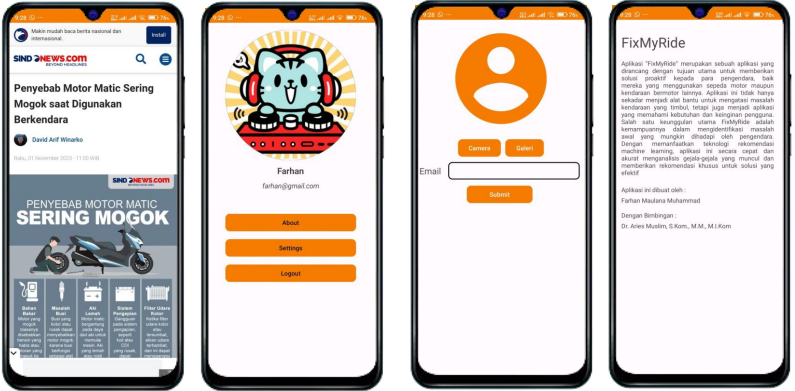 9:28
76
Makin mudah baca berita nasional dan
internasional.
Install
SINDONEWS.com
BEYOND HEADLINES
Penyebab Motor Matic Sering
Mogok saat Digunakan
Berkendara
David Arif Winarko
Rabu, 01 November 2023 - 11:00 WIB
SINDONEWS.com
PENYEBAB MOTOR MATIC
SERING MOGOK
Bahan
Bakar
Masalah
Busi
Aki
Lemah
Sistem
Pengapian
Filter Udara
Kotor
9:28
76
Farhan
farhan@gmail.com
About
Settings
Logout
9:28
76
Camera
Galeri
Email
Submit
9:28
76
FixMyRide
Aplikasi "FixMyRide" merupakan sebuah aplikasi yang
dirancang dengan tujuan utama untuk memberikan
solusi proaktif kepada para pengendara, baik
mereka yang menggunakan sepeda motor maupun
kendaraan bermotor lainnya. Aplikasi ini tidak hanya
sekadar menjadi alat bantu untuk mengatasi masalah
kendaraan yang timbul, tetapi juga menjadi aplikasi
yang memahami kebutuhan dan keinginan pengguna.
Salah satu keunggulan utama FixMyRide adalah
kemampuannya dalam mengidentifikasi masalah
awal yang mungkin dihadapi oleh pengendara.
Dengan memanfaatkan teknologi rekomendasi
machine learning, aplikasi ini secara cepat dan
akurat menganalisis gejala-gejala yang muncul dan
memberikan rekomendasi khusus untuk solusi yang
efektif
Aplikasi ini dibuat oleh :
Farhan Maulana Muhammad
Dengan Bimbingan :
Dr. Aries Muslim, S.Kom., M.M., M.I.Kom